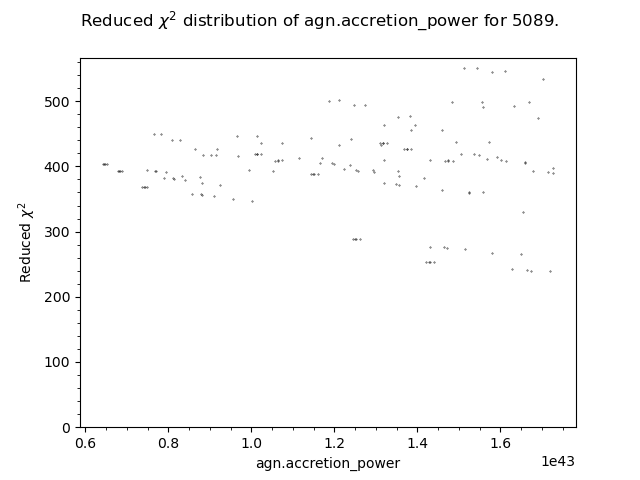 Reduced χ² distribution of agn.accretion_power for 5089.
Reduced χ²
500
400
300
200
100
0
0.6 0.8 1.0 1.2 1.4 1.6
1e43
agn.accretion_power